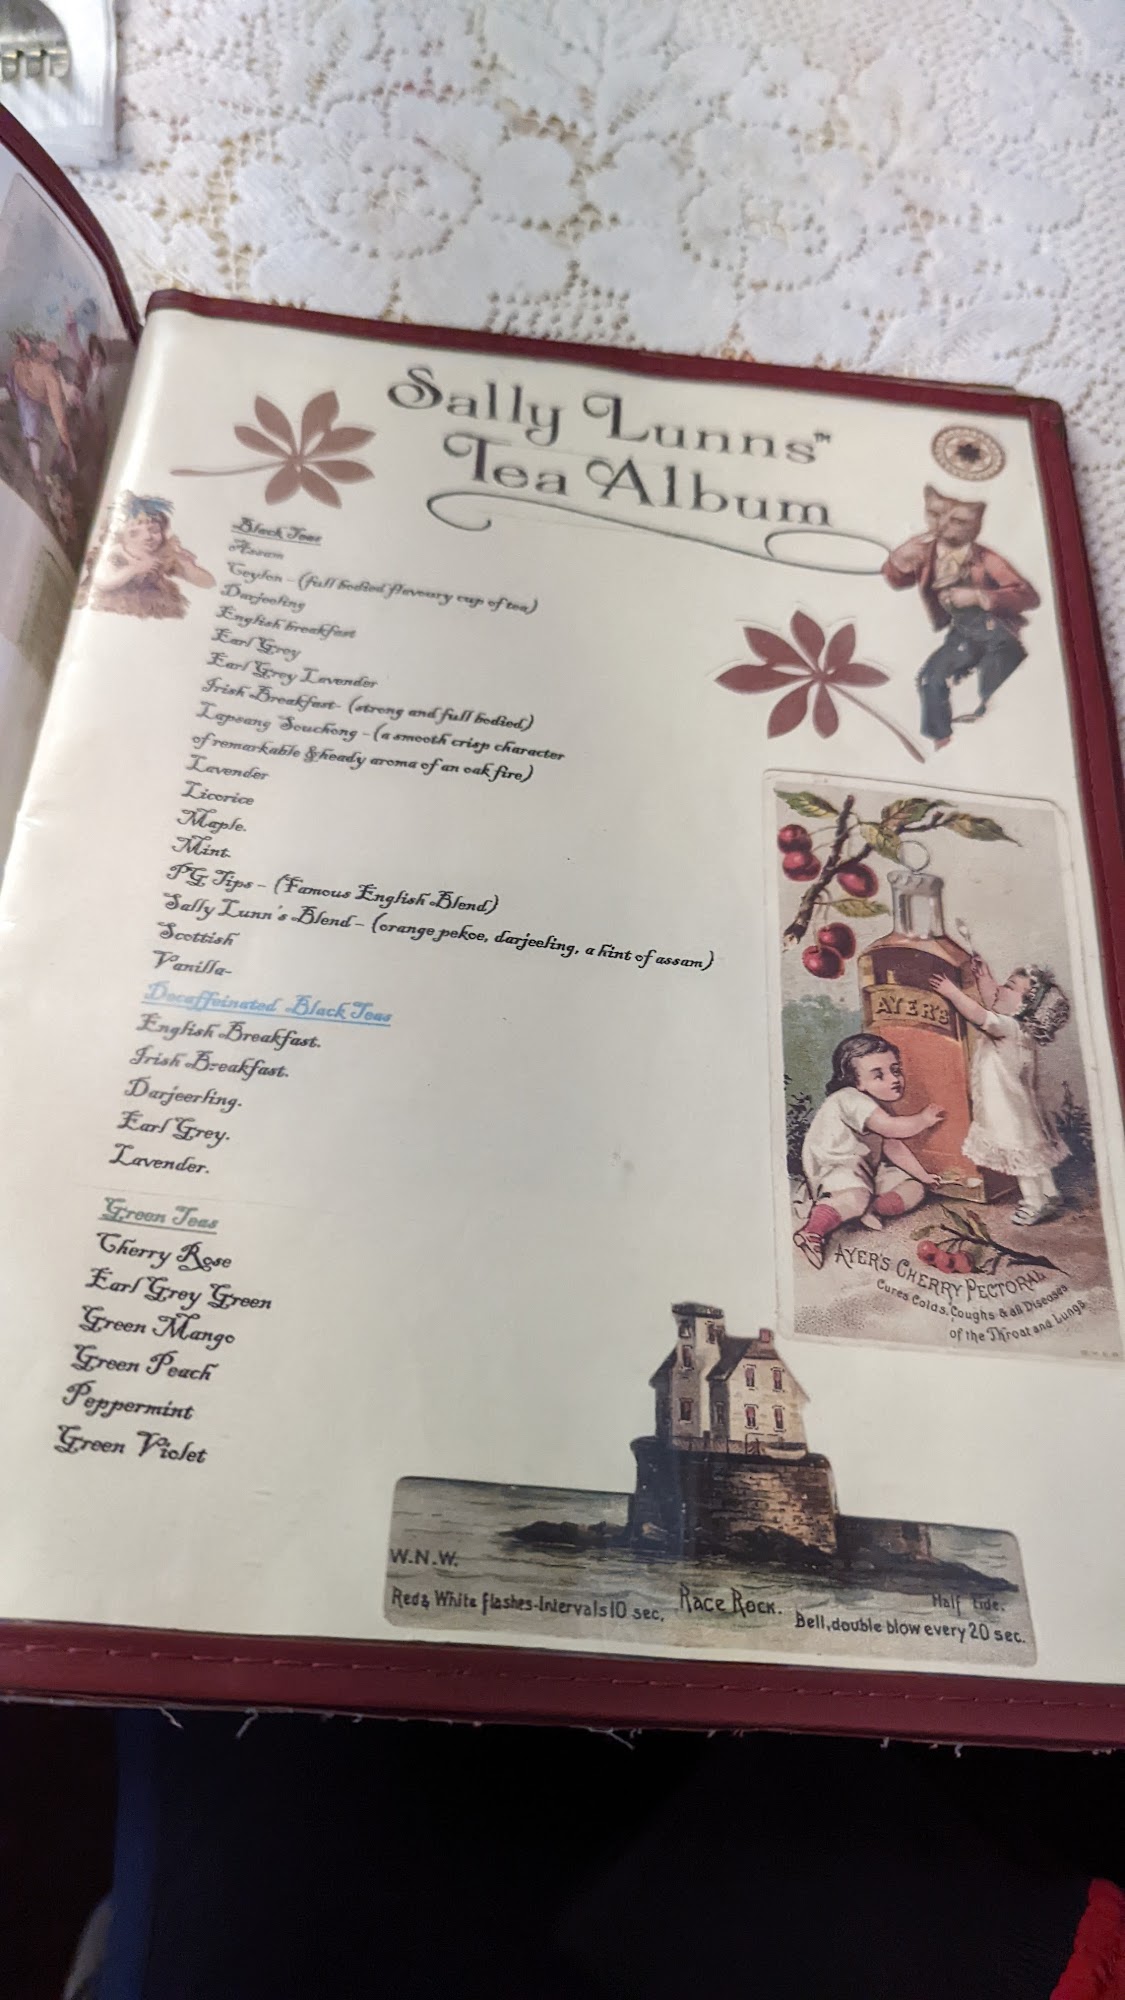 Sally Lunns™
Tea Album
Black Teas
Assam
Ceylon - (full bodied flavoury cup of tea)
Darjeeling
English breakfast
Earl Grey
Earl Grey Lavender
Irish Breakfast- (strong and full bodied)
Lapsang Souchong - (a smooth crisp character
of remarkable & heady aroma of an oak fire)
Lavender
Licorice
Maple.
Mint.
PG Tips - (Famous English Blend)
Sally Lunn's Blend - (orange pekoe, darjeeling, a hint of assam)
Scottish
Vanilla-
Decaffeinated Black Teas
English Breakfast.
Irish Breakfast.
Darjeerling.
Earl Grey.
Lavender.
Green Teas
Cherry Rose
Earl Grey Green
Green Mango
Green Peach
Peppermint
Green Violet
AYER'S
AYER'S CHERRY PECTORAL
Cures Colds, Coughs & all Diseases
of the Throat and Lungs
W.N.W.
Red & White flashes-Intervals 10 sec.
Race Rock.
Half tide.
Bell, double blow every 20 sec.